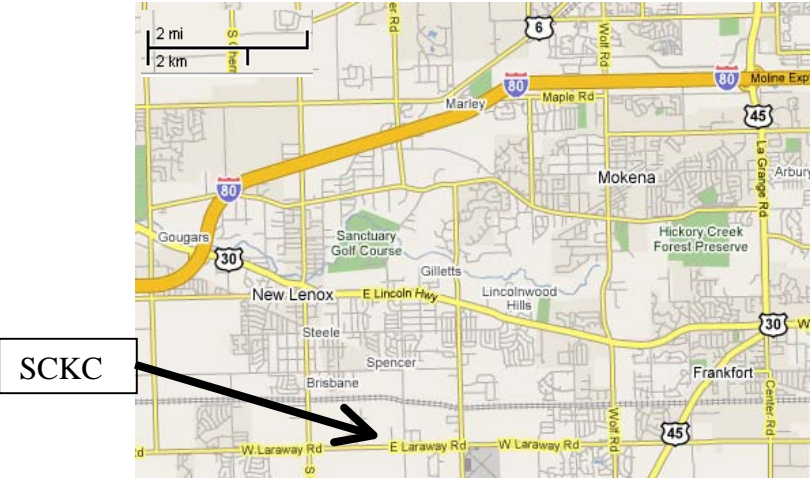 2 mi
2 km
6
Wolf Rd
80
80
Moline Exp
Marley
Maple Rd
45
La Grange Rd
80
Mokena
Arbury
Gougars
Sanctuary
Golf Course
Hickory Creek
Forest Preserve
30
Gilletts
New Lenox
E Lincoln Hwy
Lincolnwood
Hills
30
W
Steele
SCKC
Spencer
Frankfort
Brisbane
Center Rd
Wolf Rd
45
W Laraway Rd
E Laraway Rd
W Laraway Rd
S